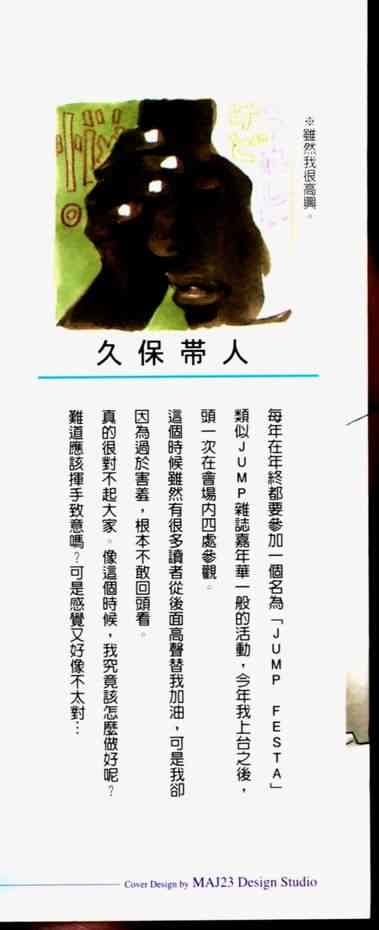 ※雖然我很高興。
久保帶人
每年在年終都要參加一個名為「JUMP FESTA」
類似JUMP雜誌嘉年華一般的活動，今年我上台之後，
頭一次在會場內四處參觀。
這個時候雖然有很多讀者從後面高聲替我加油，可是我卻
因為過於害羞，根本不敢回頭看。
真的很對不起大家。像這個時候，我究竟該怎麼做好呢？
難道應該揮手致意嗎？可是感覺又好像不太對…
Cover Design by MAJ23 Design Studio